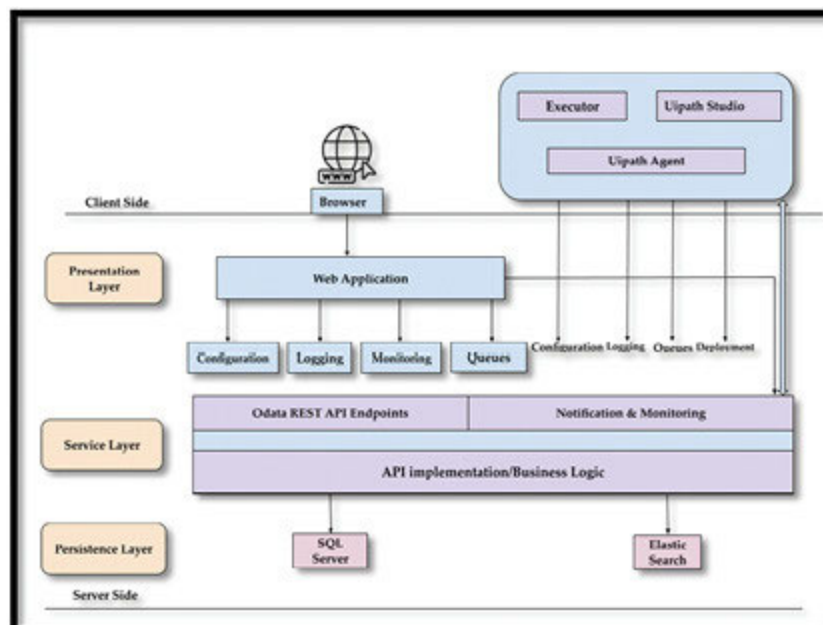 Executor
Uipath Studio
Uipath Agent
WWW
Client Side
Browser
Presentation
Layer
Web Application
Configuration
Logging
Monitoring
Queues
Configuration
Logging
Queues
Deployment
Odata REST API Endpoints
Notification & Monitoring
Service Layer
API implementation/Business Logic
Persistence Layer
SQL
Server
Elastic
Search
Server Side